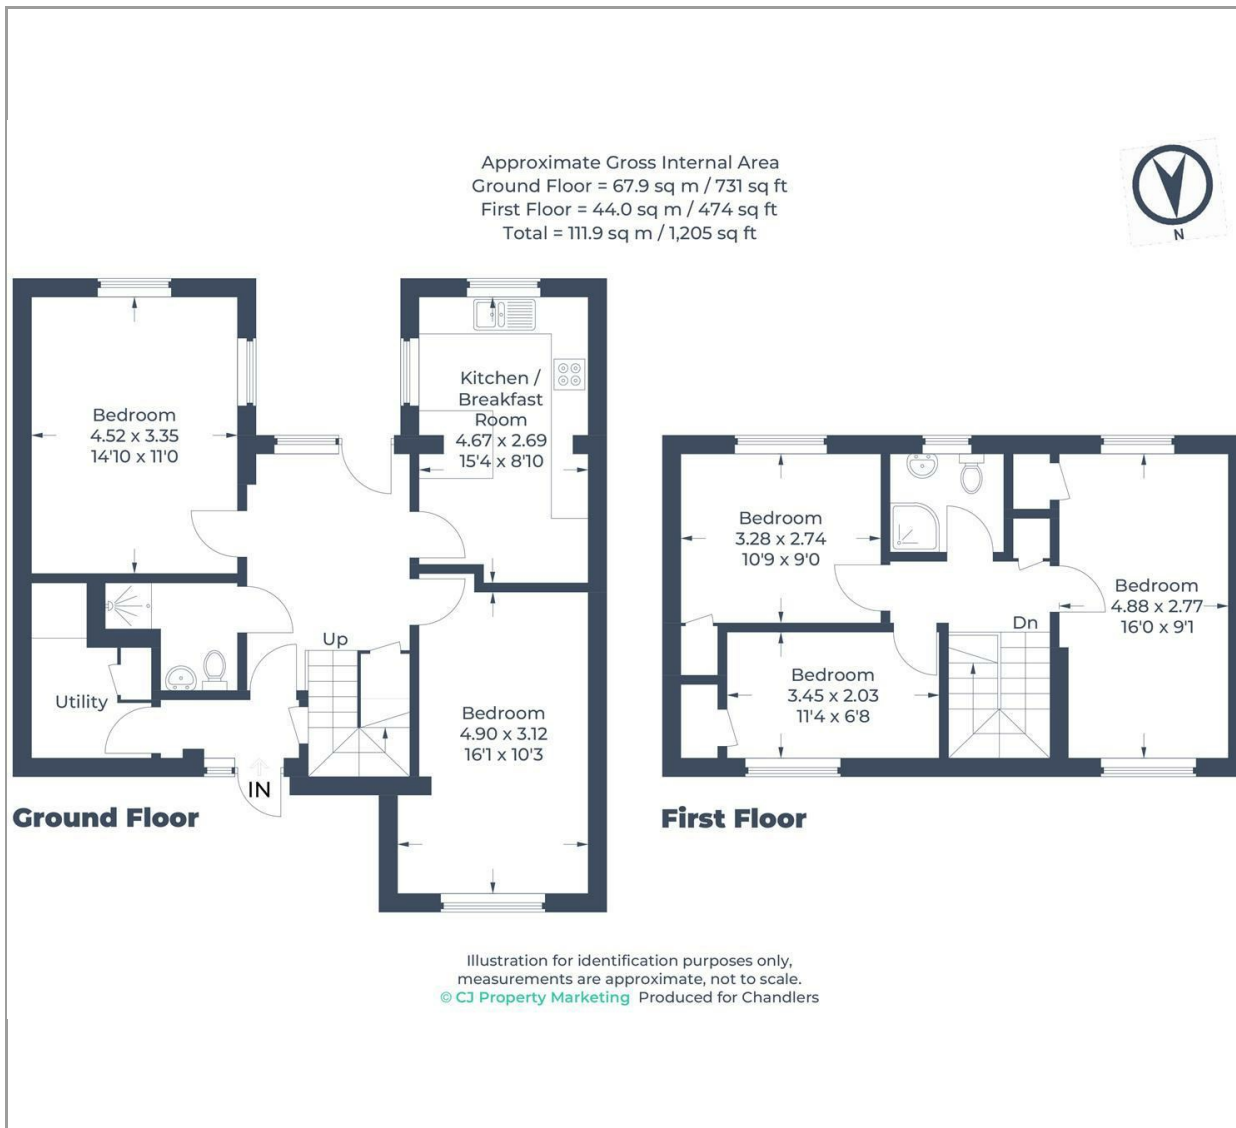 Approximate Gross Internal Area
Ground Floor = 67.9 sq m / 731 sq ft
First Floor = 44.0 sq m / 474 sq ft
Total = 111.9 sq m / 1,205 sq ft
N
Bedroom
4.52 x 3.35
14'10 x 11'0
Kitchen /
Breakfast
Room
4.67 x 2.69
15'4 x 8'10
Up
Utility
Bedroom
4.90 x 3.12
16'1 x 10'3
IN
Ground Floor
Bedroom
3.28 x 2.74
10'9 x 9'0
Bedroom
4.88 x 2.77
16'0 x 9'1
Dn
Bedroom
3.45 x 2.03
11'4 x 6'8
First Floor
Illustration for identification purposes only,
measurements are approximate, not to scale.
© CJ Property Marketing Produced for Chandlers